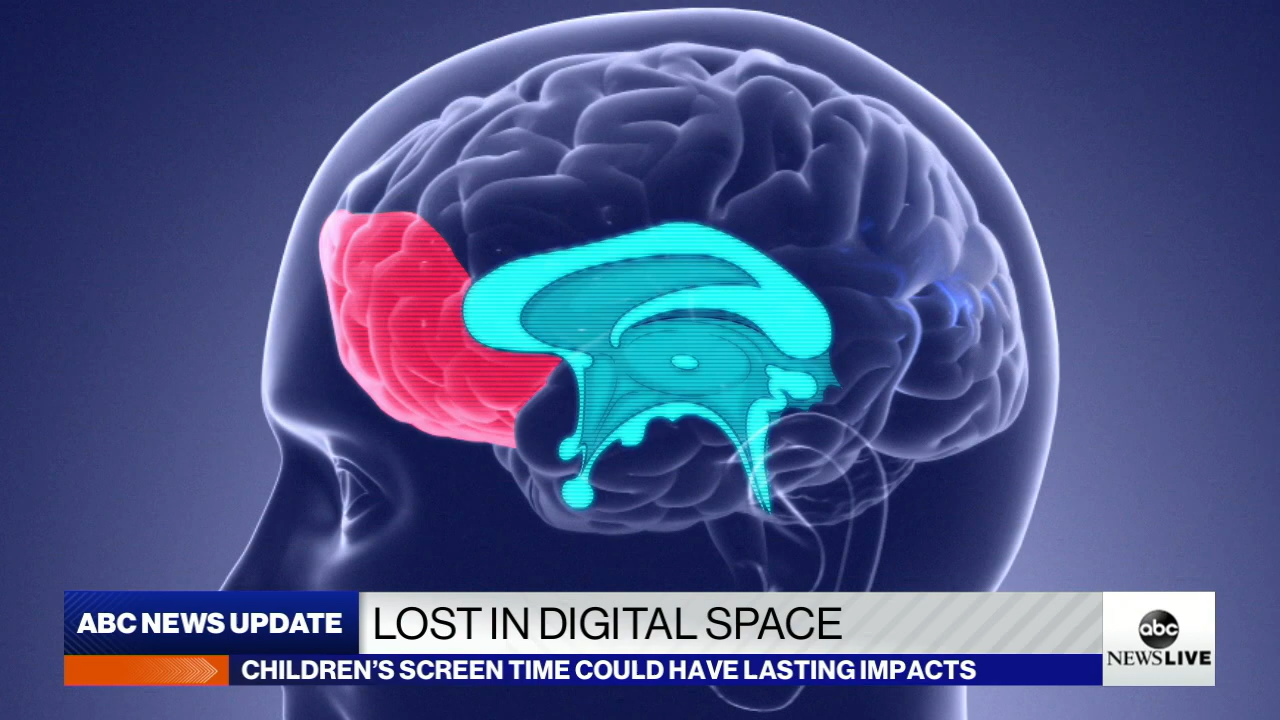 ABC NEWS UPDATE
LOST IN DIGITAL SPACE
CHILDREN'S SCREEN TIME COULD HAVE LASTING IMPACTS
abc
NEWSLIVE